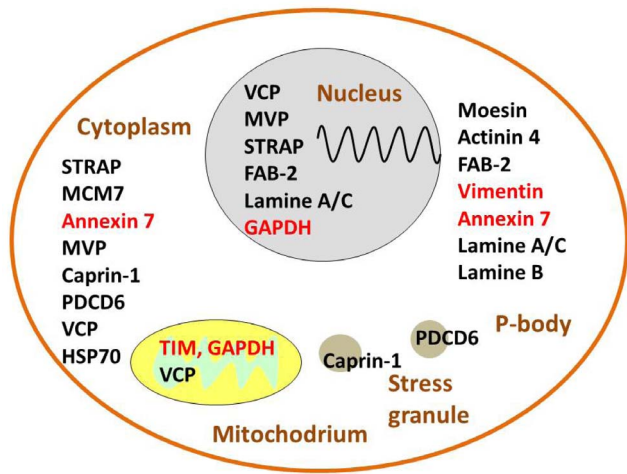 Cytoplasm
STRAP
MCM7
Annexin 7
MVP
Caprin-1
PDCD6
VCP
HSP70
Nucleus
VCP
MVP
STRAP
FAB-2
Lamine A/C
GAPDH
Moesin
Actinin 4
FAB-2
Vimentin
Annexin 7
Lamine A/C
Lamine B
TIM, GAPDH
VCP
Mitochodrium
Caprin-1
Stress
granule
PDCD6
P-body